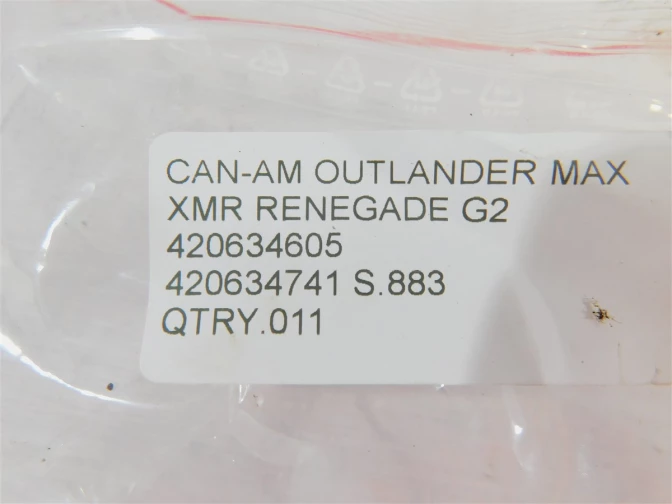 CAN-AM OUTLANDER MAX
XMR RENEGADE G2
420634605
420634741 S.883
QTRY.011